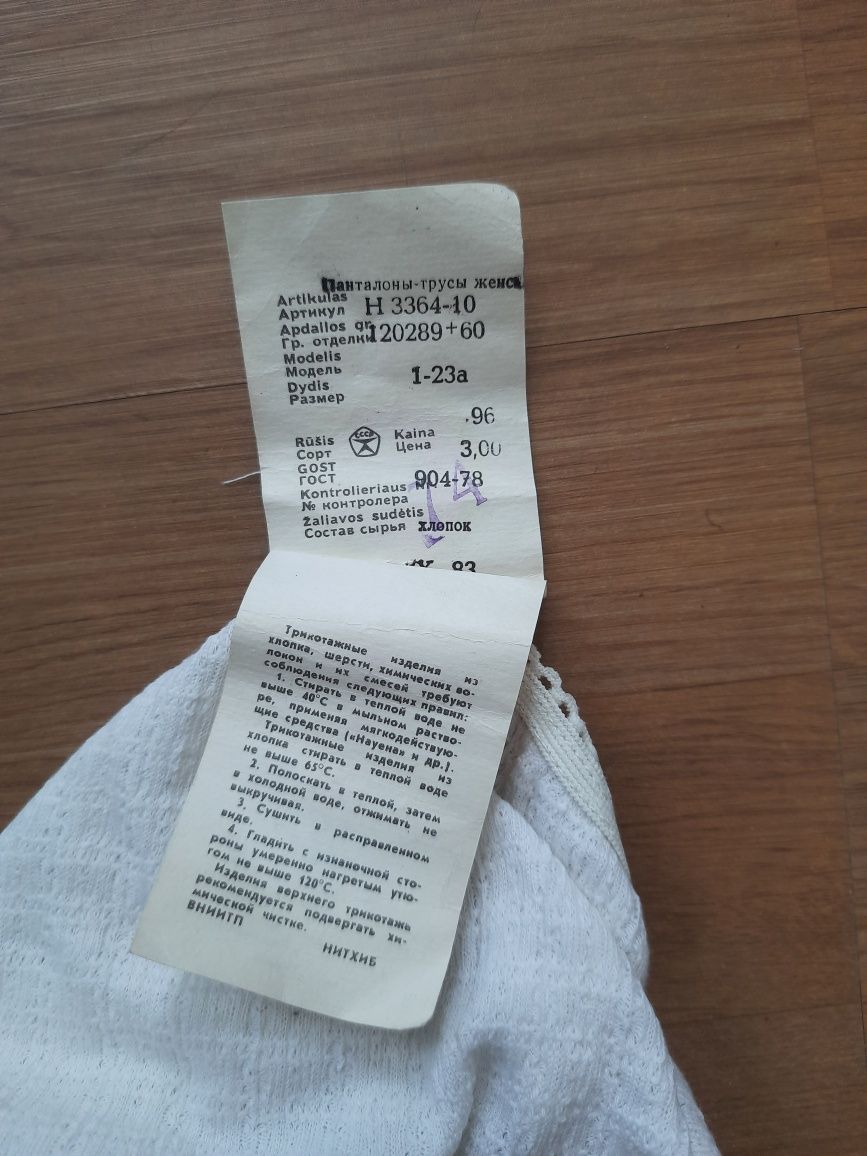 Панталоны-трусы женск
Artikulas
Артикул Н 3364-10
Apdailos gr.
Гр. отделки 120289+60
Modelis
Модель 1-23а
Dydis
Размер
.96
Rūšis Kaina
Сорт СССР Цена 3,00
GOST
ГОСТ 904-78
Kontrolieriaus Nr.
№ контролера 74
Žaliavos sudėtis
Состав сырья хлопок
83
Трикотажные изделия из
хлопка, шерсти, химических во-
локон и их смесей требуют
соблюдения следующих правил:
1. Стирать в теплой воде не
выше 40°С в мыльном раство-
ре, применяя мягкодействую-
щие средства («Науена» и др.).
Трикотажные изделия из
хлопка стирать в теплой воде
не выше 65°С.
2. Полоскать в теплой, затем
в холодной воде, отжимать не
выкручивая.
3. Сушить в расправленном
виде.
4. Гладить с изнаночной сто-
роны умеренно нагретым утю-
гом не выше 120°С.
Изделия верхнего трикотажа
рекомендуется подвергать хи-
мической чистке.
ВНИИТП
НИТХИБ